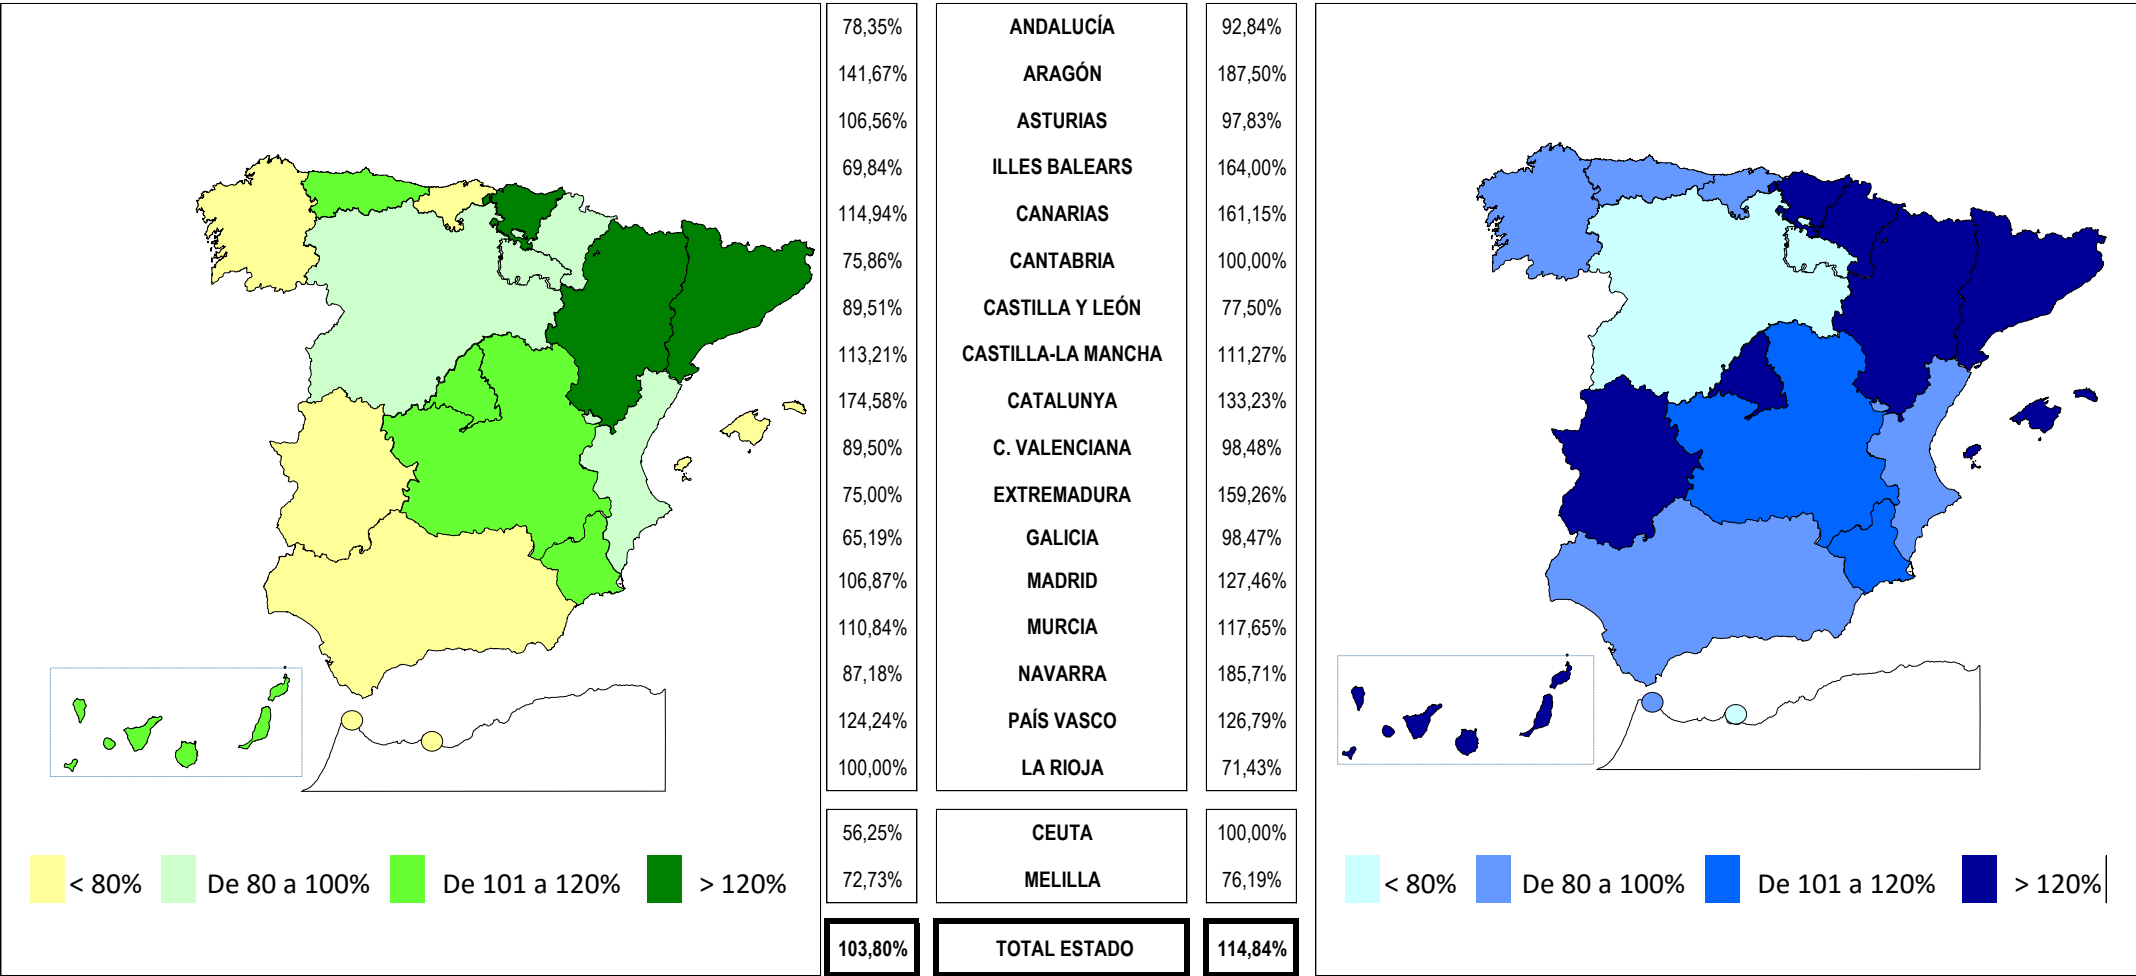 78,35% ANDALUCÍA 92,84%
141,67% ARAGÓN 187,50%
106,56% ASTURIAS 97,83%
69,84% ILLES BALEARS 164,00%
114,94% CANARIAS 161,15%
75,86% CANTABRIA 100,00%
89,51% CASTILLA Y LEÓN 77,50%
113,21% CASTILLA-LA MANCHA 111,27%
174,58% CATALUNYA 133,23%
89,50% C. VALENCIANA 98,48%
75,00% EXTREMADURA 159,26%
65,19% GALICIA 98,47%
106,87% MADRID 127,46%
110,84% MURCIA 117,65%
87,18% NAVARRA 185,71%
124,24% PAÍS VASCO 126,79%
100,00% LA RIOJA 71,43%
56,25% CEUTA 100,00%
72,73% MELILLA 76,19%
103,80% TOTAL ESTADO 114,84%
< 80% De 80 a 100% De 101 a 120% > 120%
< 80% De 80 a 100% De 101 a 120% > 120%